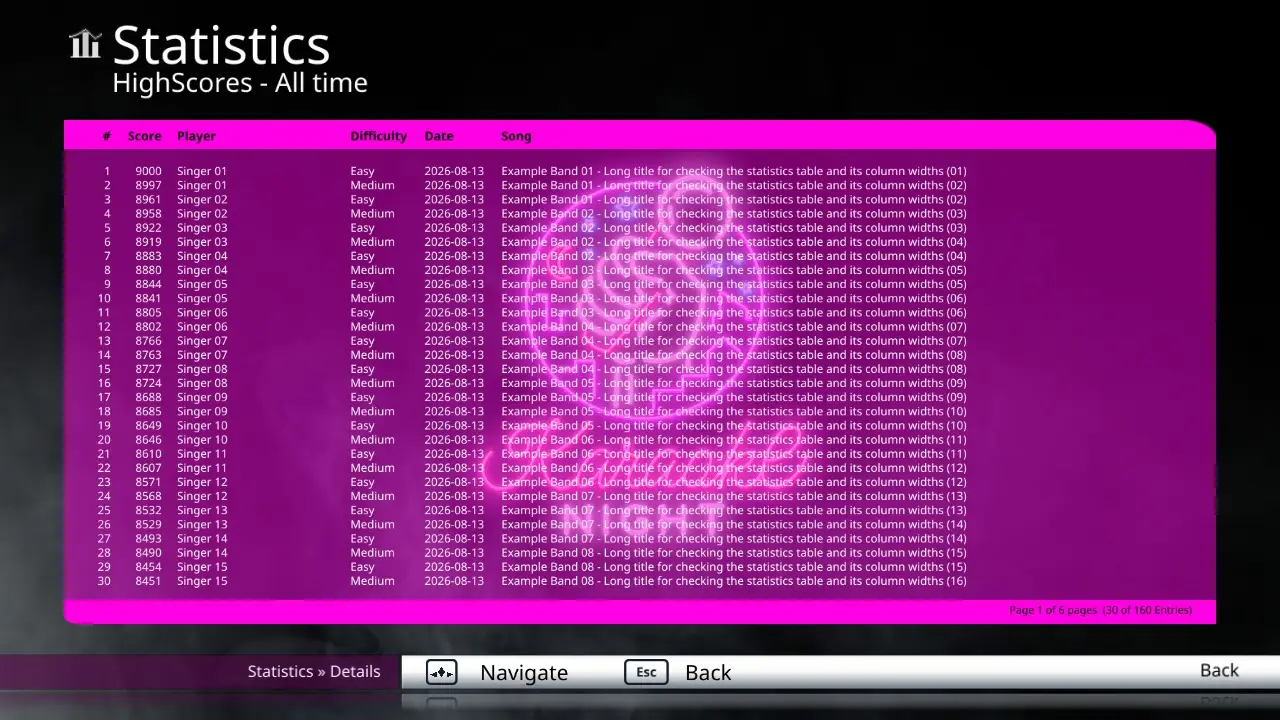 Statistics
HighScores - All time
# Score Player Difficulty Date Song
1 9000 Singer 01 Easy 2026-08-13 Example Band 01 - Long title for checking the statistics table and its column widths (01)
2 8997 Singer 01 Medium 2026-08-13 Example Band 01 - Long title for checking the statistics table and its column widths (02)
3 8961 Singer 02 Easy 2026-08-13 Example Band 01 - Long title for checking the statistics table and its column widths (02)
4 8958 Singer 02 Medium 2026-08-13 Example Band 02 - Long title for checking the statistics table and its column widths (03)
5 8922 Singer 03 Easy 2026-08-13 Example Band 02 - Long title for checking the statistics table and its column widths (03)
6 8919 Singer 03 Medium 2026-08-13 Example Band 02 - Long title for checking the statistics table and its column widths (04)
7 8883 Singer 04 Easy 2026-08-13 Example Band 02 - Long title for checking the statistics table and its column widths (04)
8 8880 Singer 04 Medium 2026-08-13 Example Band 03 - Long title for checking the statistics table and its column widths (05)
9 8844 Singer 05 Easy 2026-08-13 Example Band 03 - Long title for checking the statistics table and its column widths (05)
10 8841 Singer 05 Medium 2026-08-13 Example Band 03 - Long title for checking the statistics table and its column widths (06)
11 8805 Singer 06 Easy 2026-08-13 Example Band 03 - Long title for checking the statistics table and its column widths (06)
12 8802 Singer 06 Medium 2026-08-13 Example Band 04 - Long title for checking the statistics table and its column widths (07)
13 8766 Singer 07 Easy 2026-08-13 Example Band 04 - Long title for checking the statistics table and its column widths (07)
14 8763 Singer 07 Medium 2026-08-13 Example Band 04 - Long title for checking the statistics table and its column widths (08)
15 8727 Singer 08 Easy 2026-08-13 Example Band 04 - Long title for checking the statistics table and its column widths (08)
16 8724 Singer 08 Medium 2026-08-13 Example Band 05 - Long title for checking the statistics table and its column widths (09)
17 8688 Singer 09 Easy 2026-08-13 Example Band 05 - Long title for checking the statistics table and its column widths (09)
18 8685 Singer 09 Medium 2026-08-13 Example Band 05 - Long title for checking the statistics table and its column widths (10)
19 8649 Singer 10 Easy 2026-08-13 Example Band 05 - Long title for checking the statistics table and its column widths (10)
20 8646 Singer 10 Medium 2026-08-13 Example Band 06 - Long title for checking the statistics table and its column widths (11)
21 8610 Singer 11 Easy 2026-08-13 Example Band 06 - Long title for checking the statistics table and its column widths (11)
22 8607 Singer 11 Medium 2026-08-13 Example Band 06 - Long title for checking the statistics table and its column widths (12)
23 8571 Singer 12 Easy 2026-08-13 Example Band 06 - Long title for checking the statistics table and its column widths (12)
24 8568 Singer 12 Medium 2026-08-13 Example Band 07 - Long title for checking the statistics table and its column widths (13)
25 8532 Singer 13 Easy 2026-08-13 Example Band 07 - Long title for checking the statistics table and its column widths (13)
26 8529 Singer 13 Medium 2026-08-13 Example Band 07 - Long title for checking the statistics table and its column widths (14)
27 8493 Singer 14 Easy 2026-08-13 Example Band 07 - Long title for checking the statistics table and its column widths (14)
28 8490 Singer 14 Medium 2026-08-13 Example Band 08 - Long title for checking the statistics table and its column widths (15)
29 8454 Singer 15 Easy 2026-08-13 Example Band 08 - Long title for checking the statistics table and its column widths (15)
30 8451 Singer 15 Medium 2026-08-13 Example Band 08 - Long title for checking the statistics table and its column widths (16)
Karaoke
NIGHT
Page 1 of 6 pages (30 of 160 Entries)
Statistics » Details Navigate Esc Back Back